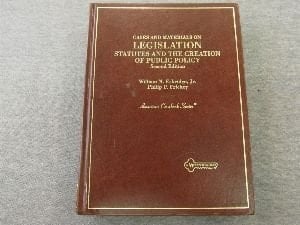 CASES AND MATERIALS ON
LEGISLATION
STATUTES AND THE CREATION
OF PUBLIC POLICY
Second Edition
William N. Eskridge, Jr.
Philip P. Frickey
American Casebook Series®